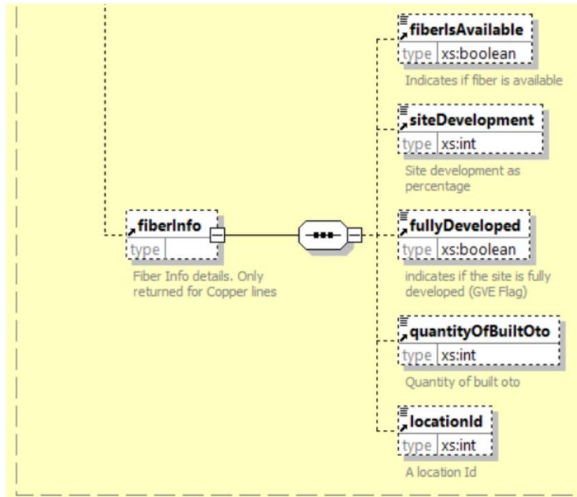 fiberIsAvailable
type xs:boolean
Indicates if fiber is available
siteDevelopment
type xs:int
Site development as
percentage
fiberInfo
type
Fiber Info details. Only
returned for Copper lines
fullyDeveloped
type xs:boolean
indicates if the site is fully
developed (GVE Flag)
quantityOfBuiltOto
type xs:int
Quantity of built oto
locationId
type xs:int
A location Id